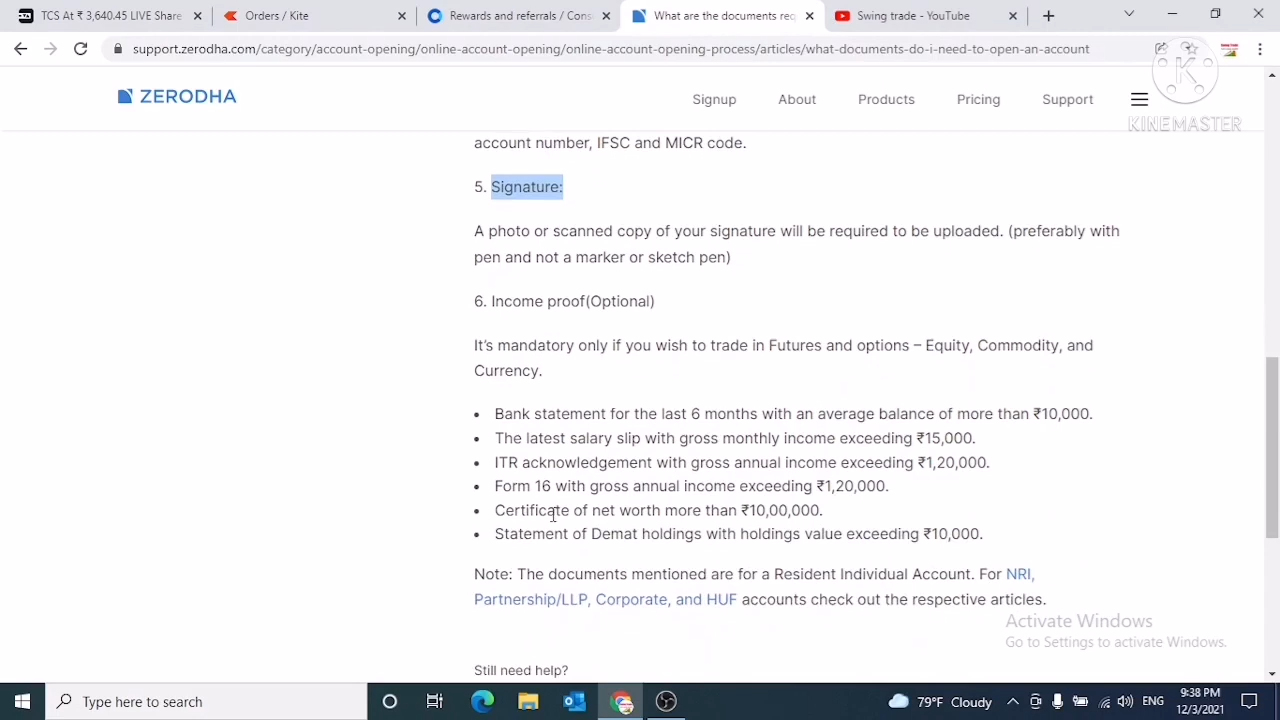 TCS At ₹ 3,640.45 LessTrend
Orders / Kite
Rewards and referrals / Cons
What are the documents req
Swing trade - YouTube
support.zerodha.com/category/account-opening/online-account-opening/online-account-opening-process/articles/what-documents-do-i-need-to-open-an-account
ZERODHA
Signup
About
Products
Pricing
Support
KINEMASTER
account number, IFSC and MICR code.
5. Signature:
A photo or scanned copy of your signature will be required to be uploaded. (preferably with
pen and not a marker or sketch pen)
6. Income proof(Optional)
It's mandatory only if you wish to trade in Futures and options – Equity, Commodity, and
Currency.
• Bank statement for the last 6 months with an average balance of more than ₹10,000.
• The latest salary slip with gross monthly income exceeding ₹15,000.
• ITR acknowledgement with gross annual income exceeding ₹1,20,000.
• Form 16 with gross annual income exceeding ₹1,20,000.
• Certificate of net worth more than ₹10,00,000.
• Statement of Demat holdings with holdings value exceeding ₹10,000.
Note: The documents mentioned are for a Resident Individual Account. For NRI,
Partnership/LLP, Corporate, and HUF accounts check out the respective articles.
Activate Windows
Go to Settings to activate Windows.
Still need help?
Type here to search
79°F Cloudy
ENG
9:38 PM
12/3/2021